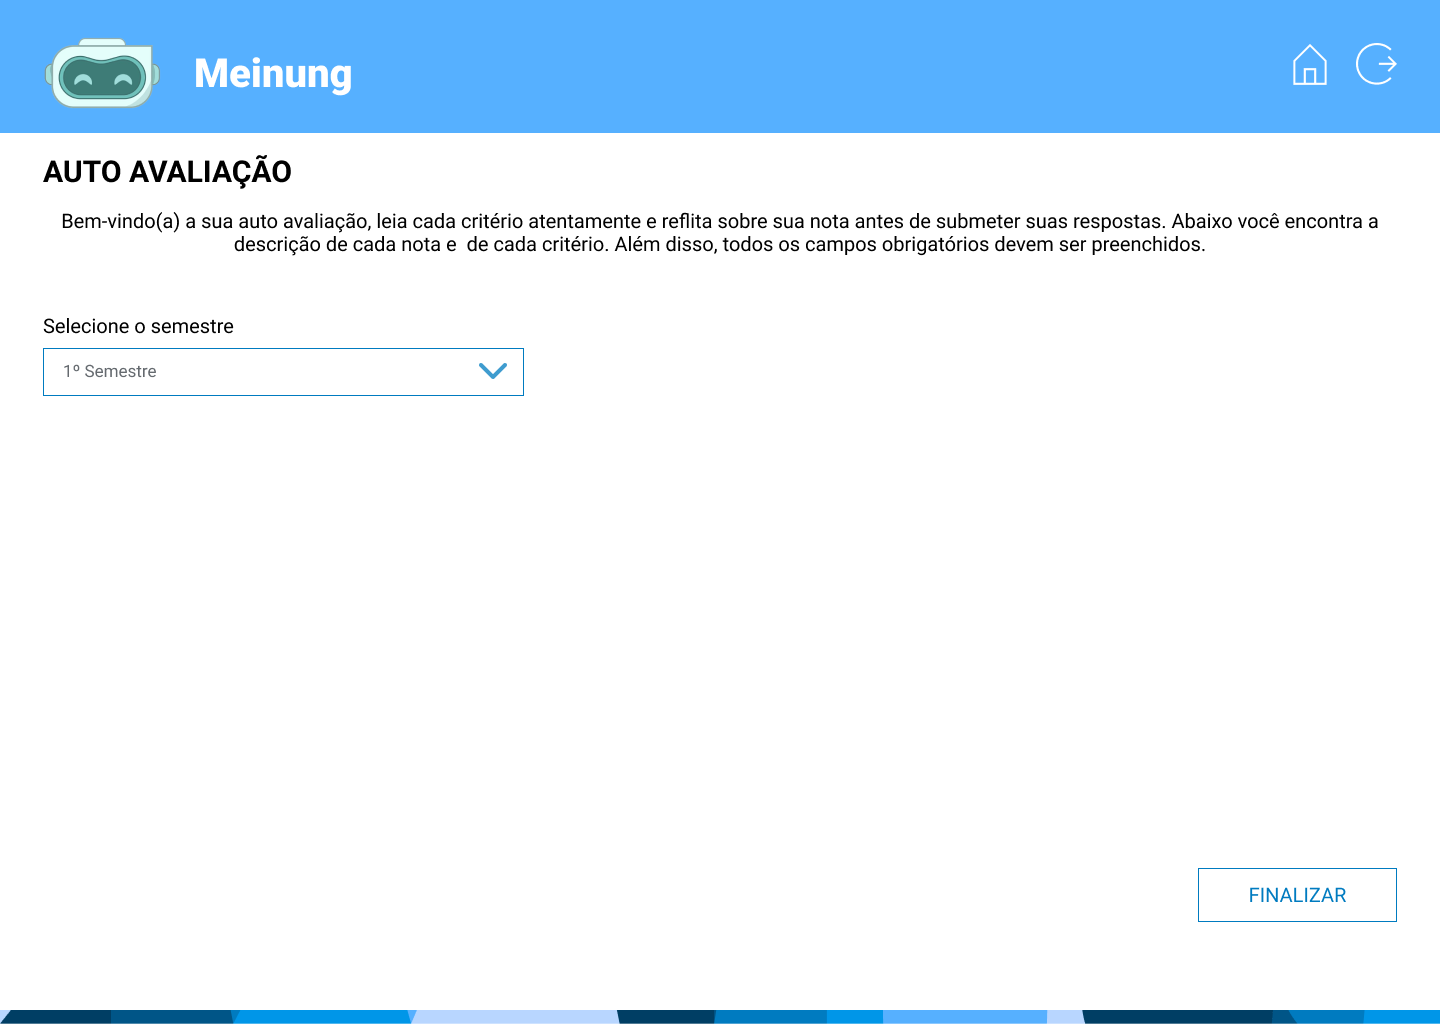 Meinung
AUTO AVALIAÇÃO
Bem-vindo(a) a sua auto avaliação, leia cada critério atentamente e reflita sobre sua nota antes de submeter suas respostas. Abaixo você encontra a
descrição de cada nota e  de cada critério. Além disso, todos os campos obrigatórios devem ser preenchidos.
Selecione o semestre
1º Semestre
FINALIZAR